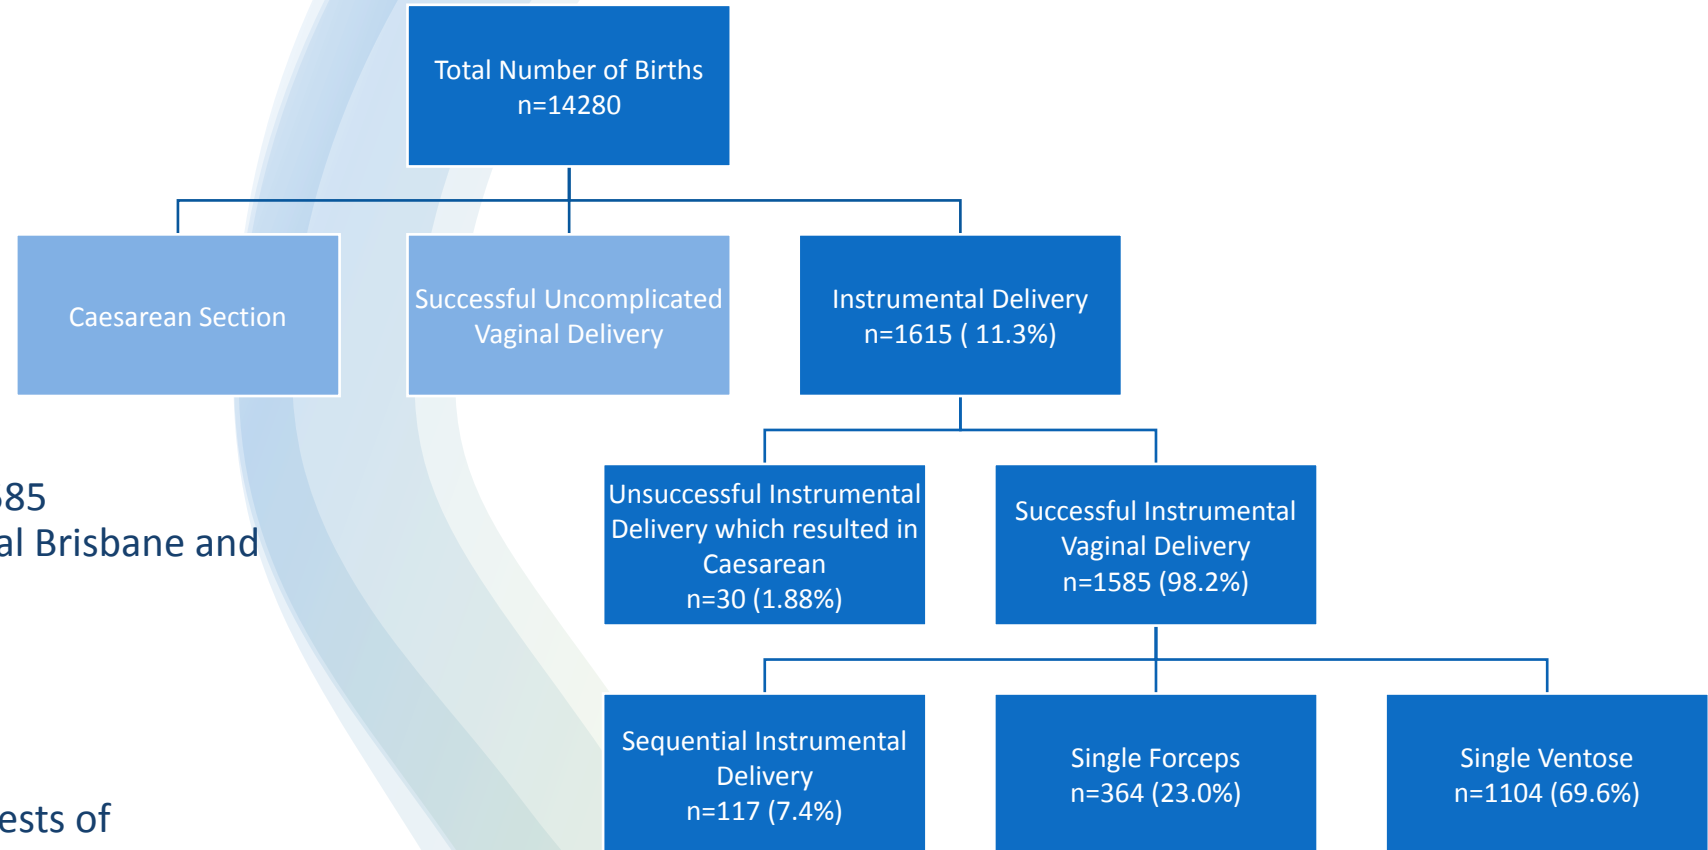 Total Number of Births
n=14280
Caesarean Section
Successful Uncomplicated
Vaginal Delivery
Instrumental Delivery
n=1615 ( 11.3%)
85
al Brisbane and
Unsuccessful Instrumental
Delivery which resulted in
Caesarean
n=30 (1.88%)
Successful Instrumental
Vaginal Delivery
n=1585 (98.2%)
ests of
Sequential Instrumental
Delivery
n=117 (7.4%)
Single Forceps
n=364 (23.0%)
Single Ventose
n=1104 (69.6%)